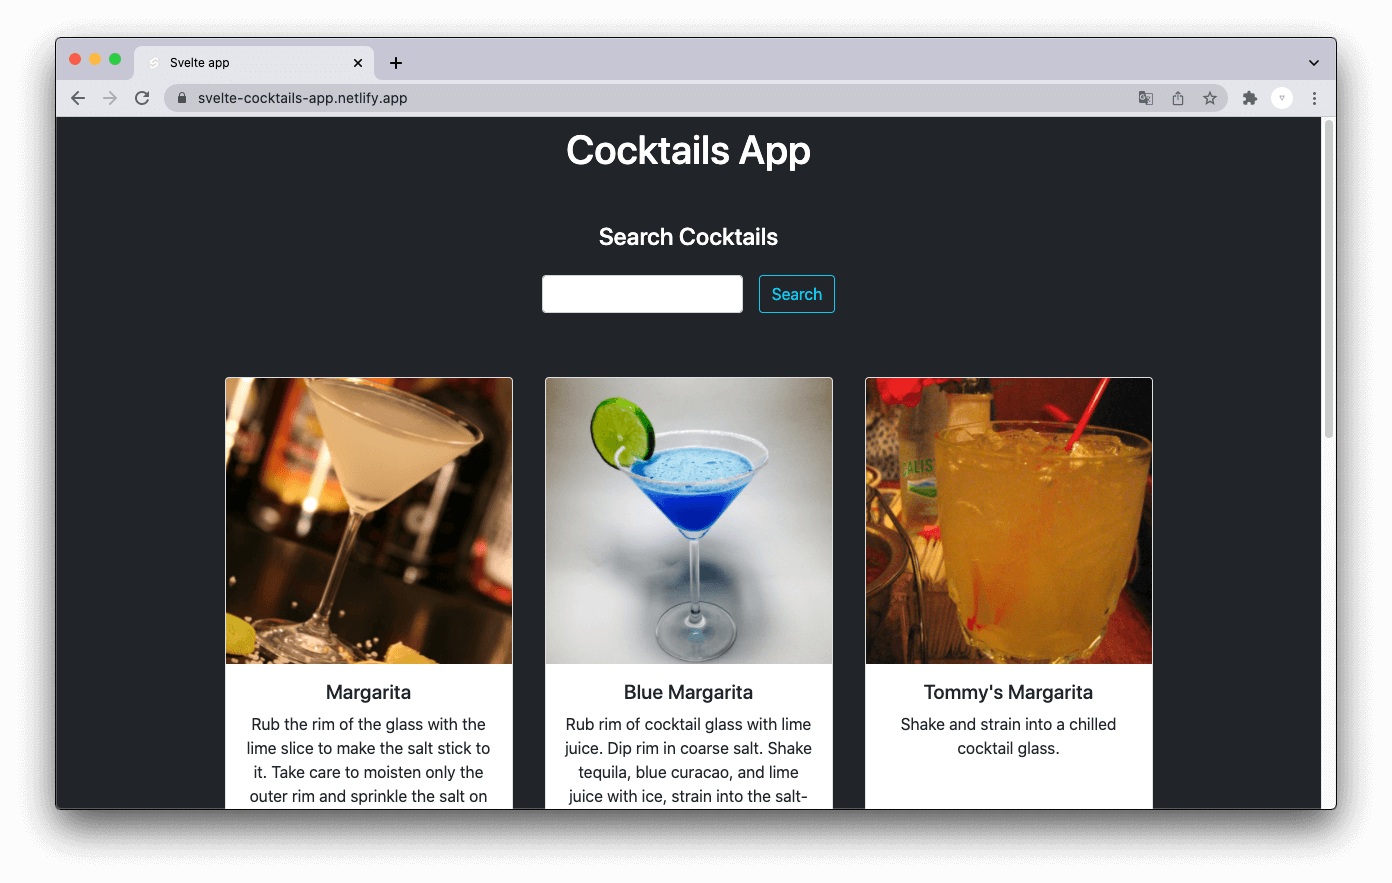 Svelte app
svelte-cocktails-app.netlify.app
Cocktails App
Search Cocktails
Search
CALIS
Margarita
Rub the rim of the glass with the
lime slice to make the salt stick to
it. Take care to moisten only the
outer rim and sprinkle the salt on
Blue Margarita
Rub rim of cocktail glass with lime
juice. Dip rim in coarse salt. Shake
tequila, blue curacao, and lime
juice with ice, strain into the salt-
Tommy's Margarita
Shake and strain into a chilled
cocktail glass.